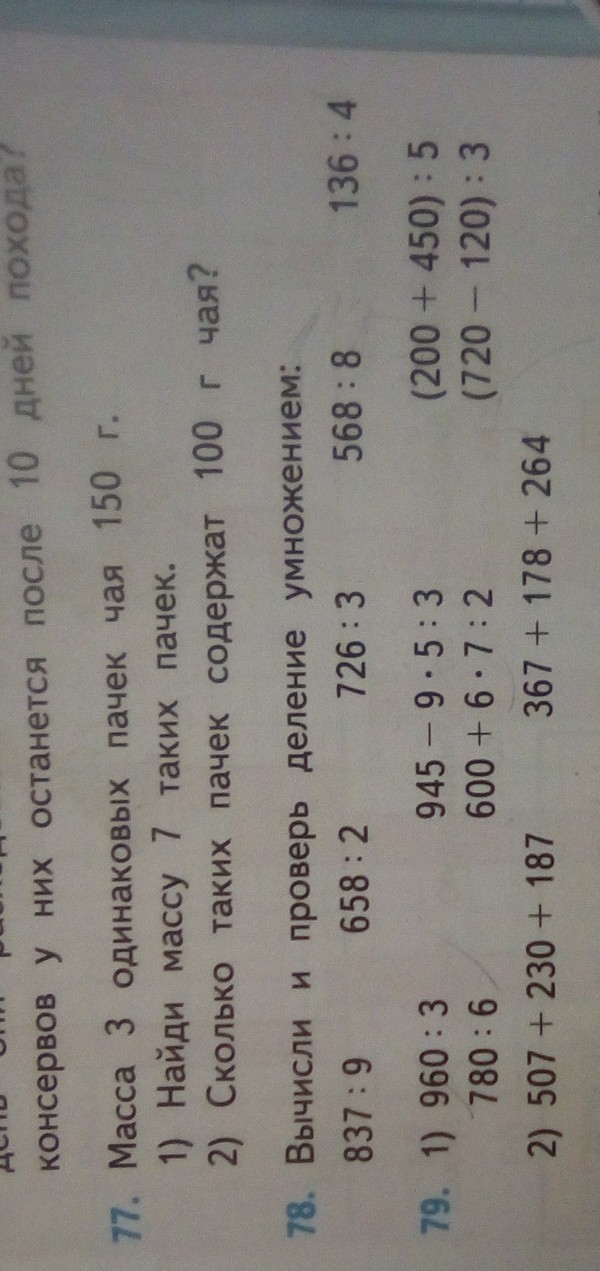 консервов у них останется после 10 дней похода?
77. Масса 3 одинаковых пачек чая 150 г.
1) Найди массу 7 таких пачек.
2) Сколько таких пачек содержат 100 г чая?
78. Вычисли и проверь деление умножением:
837 : 9 658 : 2 726 : 3 568 : 8 136 : 4
79. 1) 960 : 3 945 − 9 · 5 : 3 (200 + 450) : 5
780 : 6 600 + 6 · 7 : 2 (720 − 120) : 3
2) 507 + 230 + 187 367 + 178 + 264